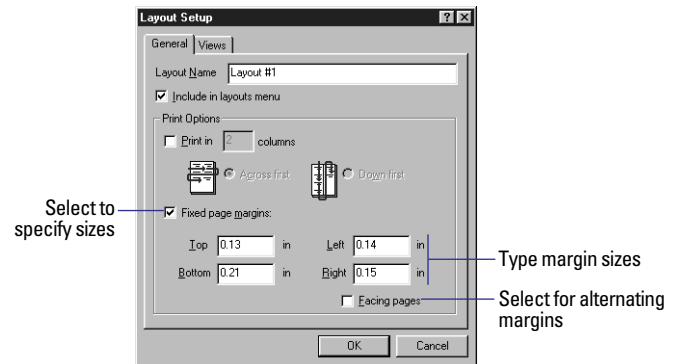 Layout Setup
General Views
Layout Name Layout #1
Include in layouts menu
Print Options
Print in 2 columns
Across first Down first
Select to
specify sizes
Fixed page margins:
Top 0.13 in Left 0.14 in
Bottom 0.21 in Right 0.15 in
Type margin sizes
Facing pages
Select for alternating
margins
OK Cancel